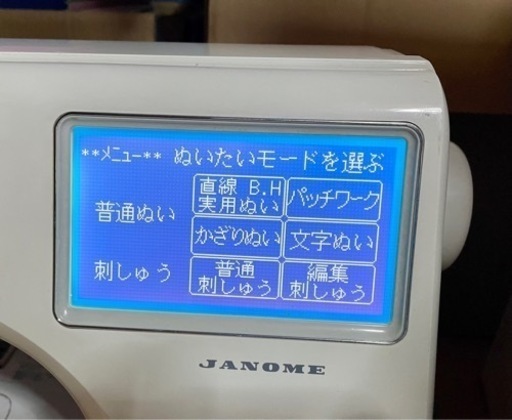 **メニュー** ぬいたいモードを選ぶ
普通ぬい
直線 B.H
実用ぬい
パッチワーク
かざりぬい
文字ぬい
刺しゅう
普通
刺しゅう
編集
刺しゅう
JANOME